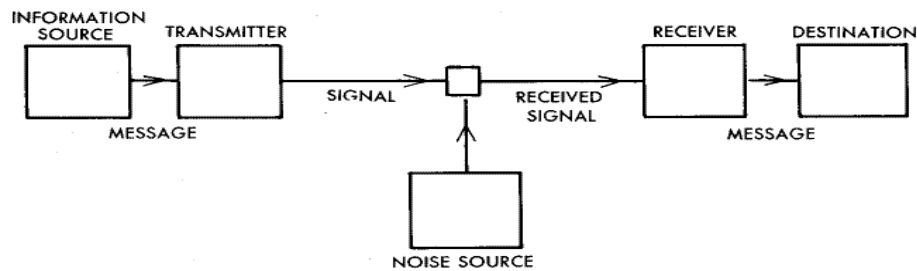 INFORMATION
SOURCE
TRANSMITTER
RECEIVER
DESTINATION
SIGNAL
RECEIVED
SIGNAL
MESSAGE
MESSAGE
NOISE SOURCE